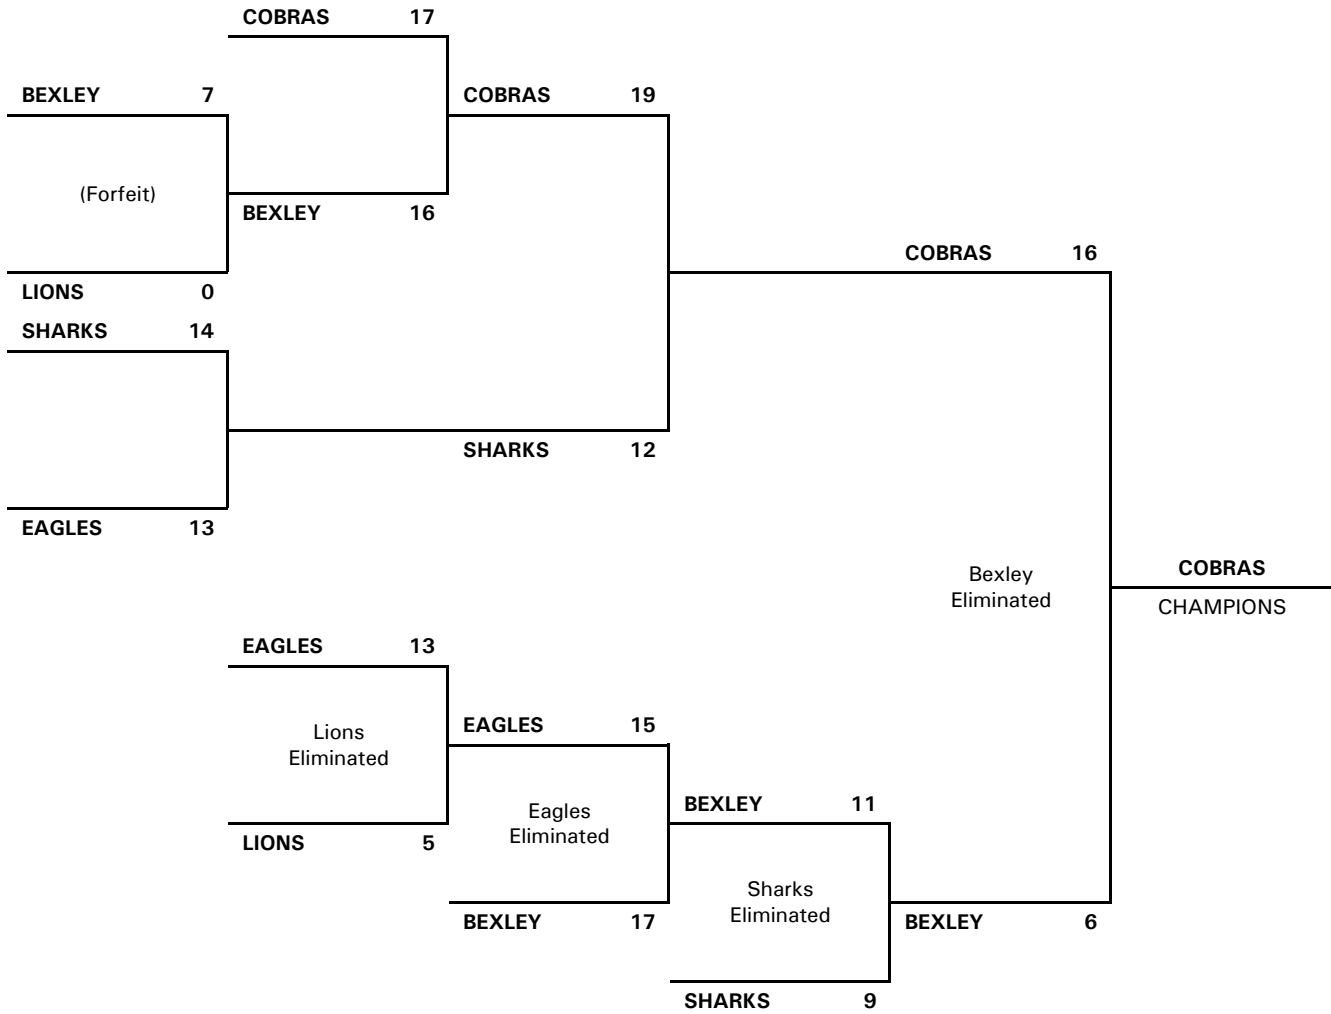 COBRAS 17
BEXLEY 7
COBRAS 19
(Forfeit)
BEXLEY 16
COBRAS 16
LIONS 0
SHARKS 14
SHARKS 12
EAGLES 13
Bexley
Eliminated
COBRAS
CHAMPIONS
EAGLES 13
Lions
Eliminated
EAGLES 15
BEXLEY 11
Eagles
Eliminated
LIONS 5
Sharks
Eliminated
BEXLEY 17
BEXLEY 6
SHARKS 9